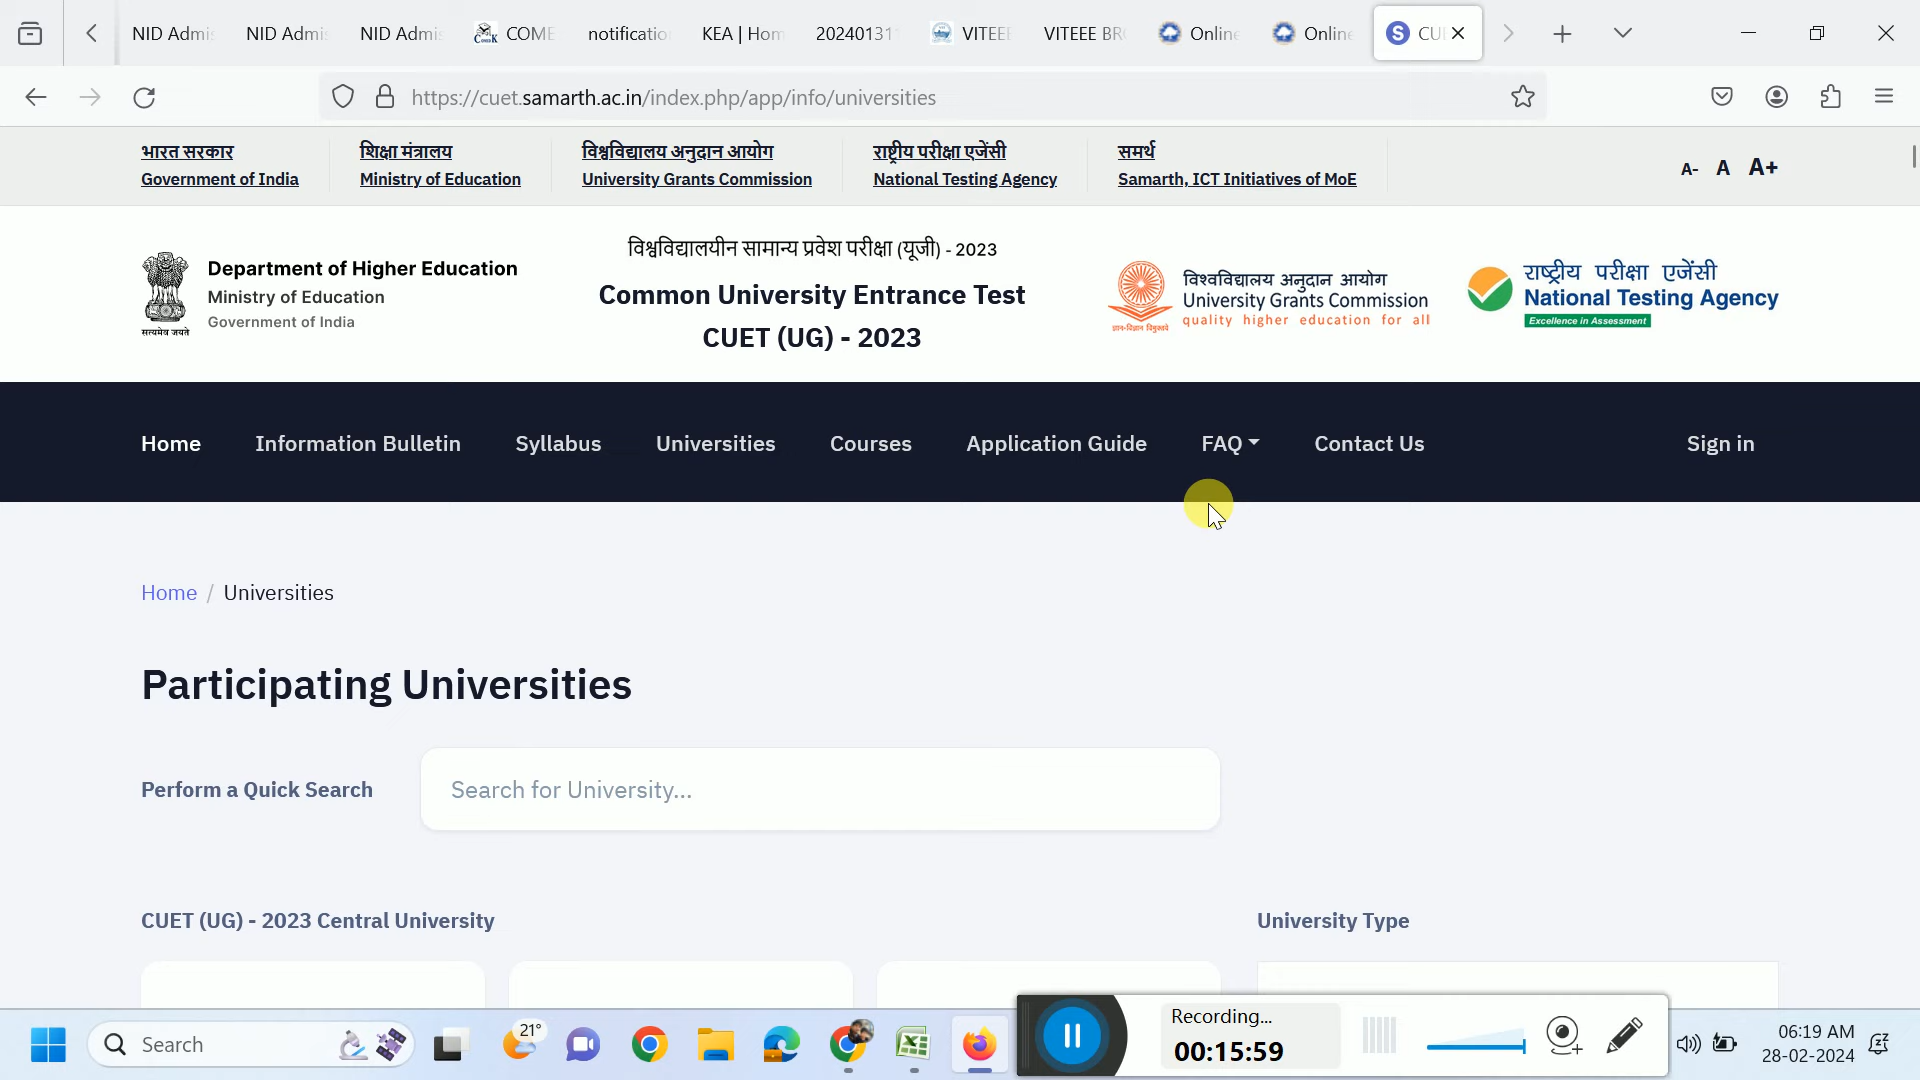 NID Admi
NID Admi
NID Admi
COME
notificatio
KEA | Hom
20240131
VITEEE
VITEEE BR
Online
Online
CU
https://cuet.samarth.ac.in/index.php/app/info/universities
भारत सरकार
Government of India
शिक्षा मंत्रालय
Ministry of Education
विश्वविद्यालय अनुदान आयोग
University Grants Commission
राष्ट्रीय परीक्षा एजेंसी
National Testing Agency
समर्थ
Samarth, ICT Initiatives of MoE
A- A A+
सत्यमेव जयते
Department of Higher Education
Ministry of Education
Government of India
विश्वविद्यालयीन सामान्य प्रवेश परीक्षा (यूजी) - 2023
Common University Entrance Test
CUET (UG) - 2023
ज्ञान-विज्ञान विमुक्तये
विश्वविद्यालय अनुदान आयोग
University Grants Commission
quality higher education for all
राष्ट्रीय परीक्षा एजेंसी
National Testing Agency
Excellence in Assessment
Home Information Bulletin Syllabus Universities Courses Application Guide FAQ Contact Us Sign in
Home / Universities
Participating Universities
Perform a Quick Search
Search for University...
CUET (UG) - 2023 Central University
University Type
Search
21°
Recording...
00:15:59
06:19 AM
28-02-2024